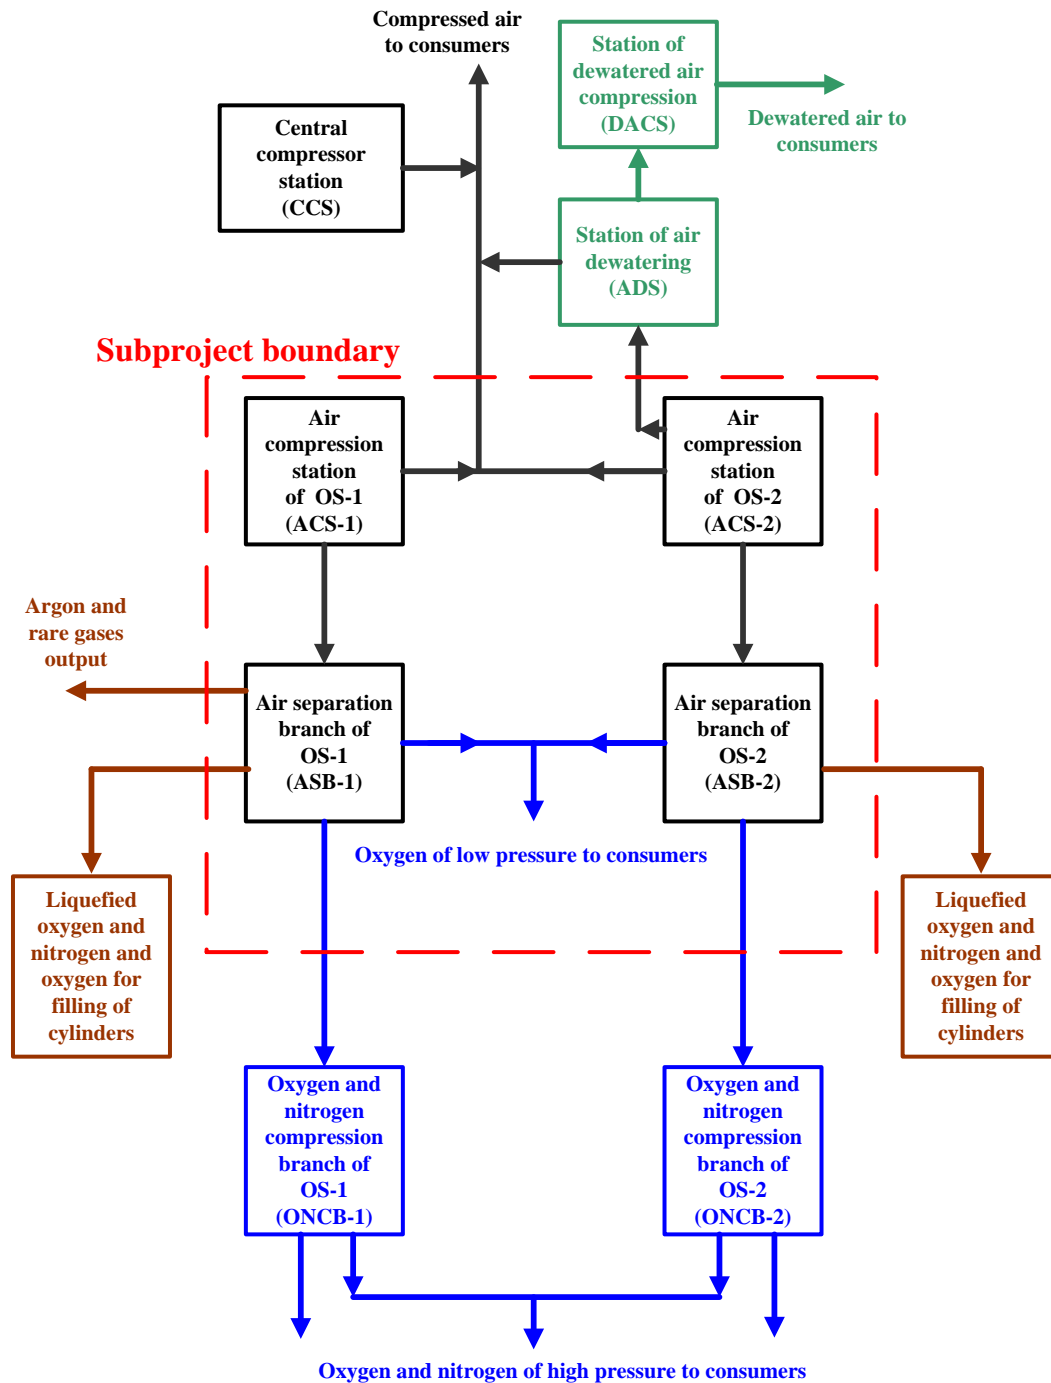 Compressed air
to consumers
Station of
dewatered air
compression
(DACS)
Dewatered air to
consumers
Central
compressor
station
(CCS)
Station of air
dewatering
(ADS)
Subproject boundary
Air
compression
station
of OS-1
(ACS-1)
Air
compression
station
of OS-2
(ACS-2)
Argon and
rare gases
output
Air separation
branch of
OS-1
(ASB-1)
Air separation
branch of
OS-2
(ASB-2)
Oxygen of low pressure to consumers
Liquefied
oxygen and
nitrogen and
oxygen for
filling of
cylinders
Liquefied
oxygen and
nitrogen and
oxygen for
filling of
cylinders
Oxygen and
nitrogen
compression
branch of
OS-1
(ONCB-1)
Oxygen and
nitrogen
compression
branch of
OS-2
(ONCB-2)
Oxygen and nitrogen of high pressure to consumers